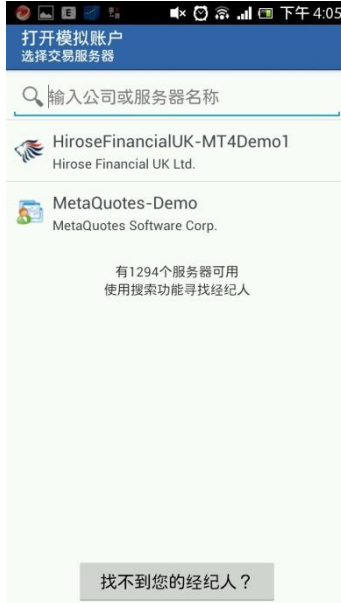 下午 4:05
打开模拟账户
选择交易服务器
输入公司或服务器名称
HiroseFinancialUK-MT4Demo1
Hirose Financial UK Ltd.
MetaQuotes-Demo
MetaQuotes Software Corp.
有1294个服务器可用
使用搜索功能寻找经纪人
找不到您的经纪人？